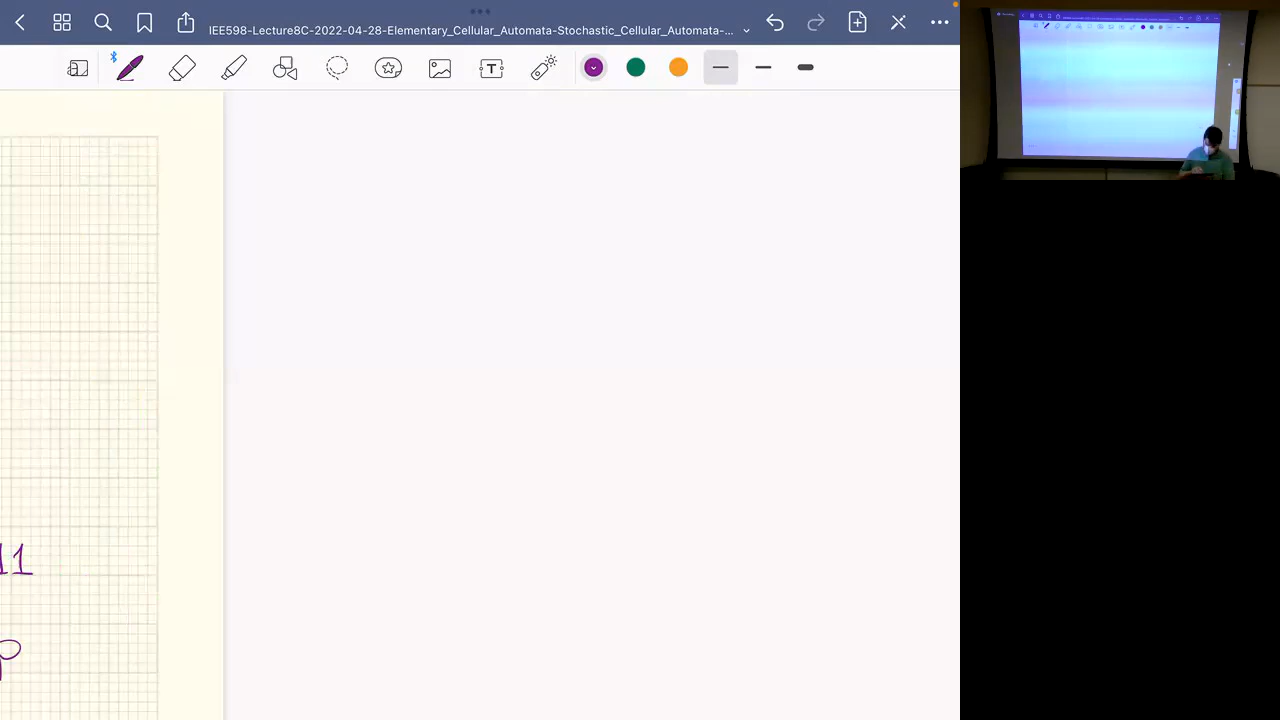 IEE598-Lecture8C-2022-04-28-Elementary_Cellular_Automata-Stochastic_Cellular_Automata-...
T
11
p